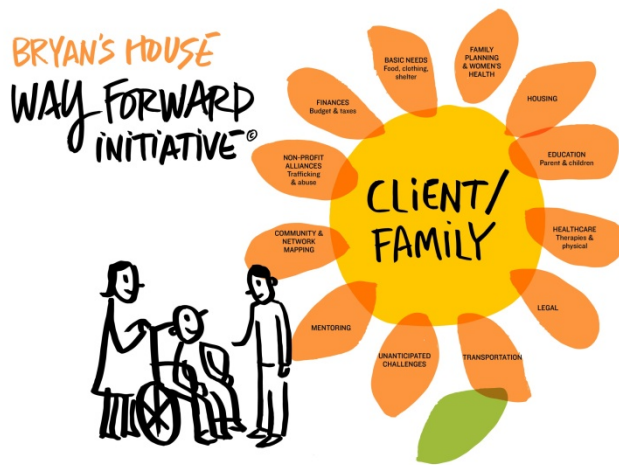 BRYAN'S HOUSE
WAY FORWARD
INITIATIVE©
BASIC NEEDS
Food, clothing,
shelter
FAMILY
PLANNING
& WOMEN'S
HEALTH
HOUSING
EDUCATION
Parent & children
HEALTHCARE
Therapies &
physical
LEGAL
TRANSPORTATION
UNANTICIPATED
CHALLENGES
MENTORING
COMMUNITY &
NETWORK
MAPPING
NON-PROFIT
ALLIANCES
Trafficking
& abuse
FINANCES
Budget & taxes
CLIENT/
FAMILY